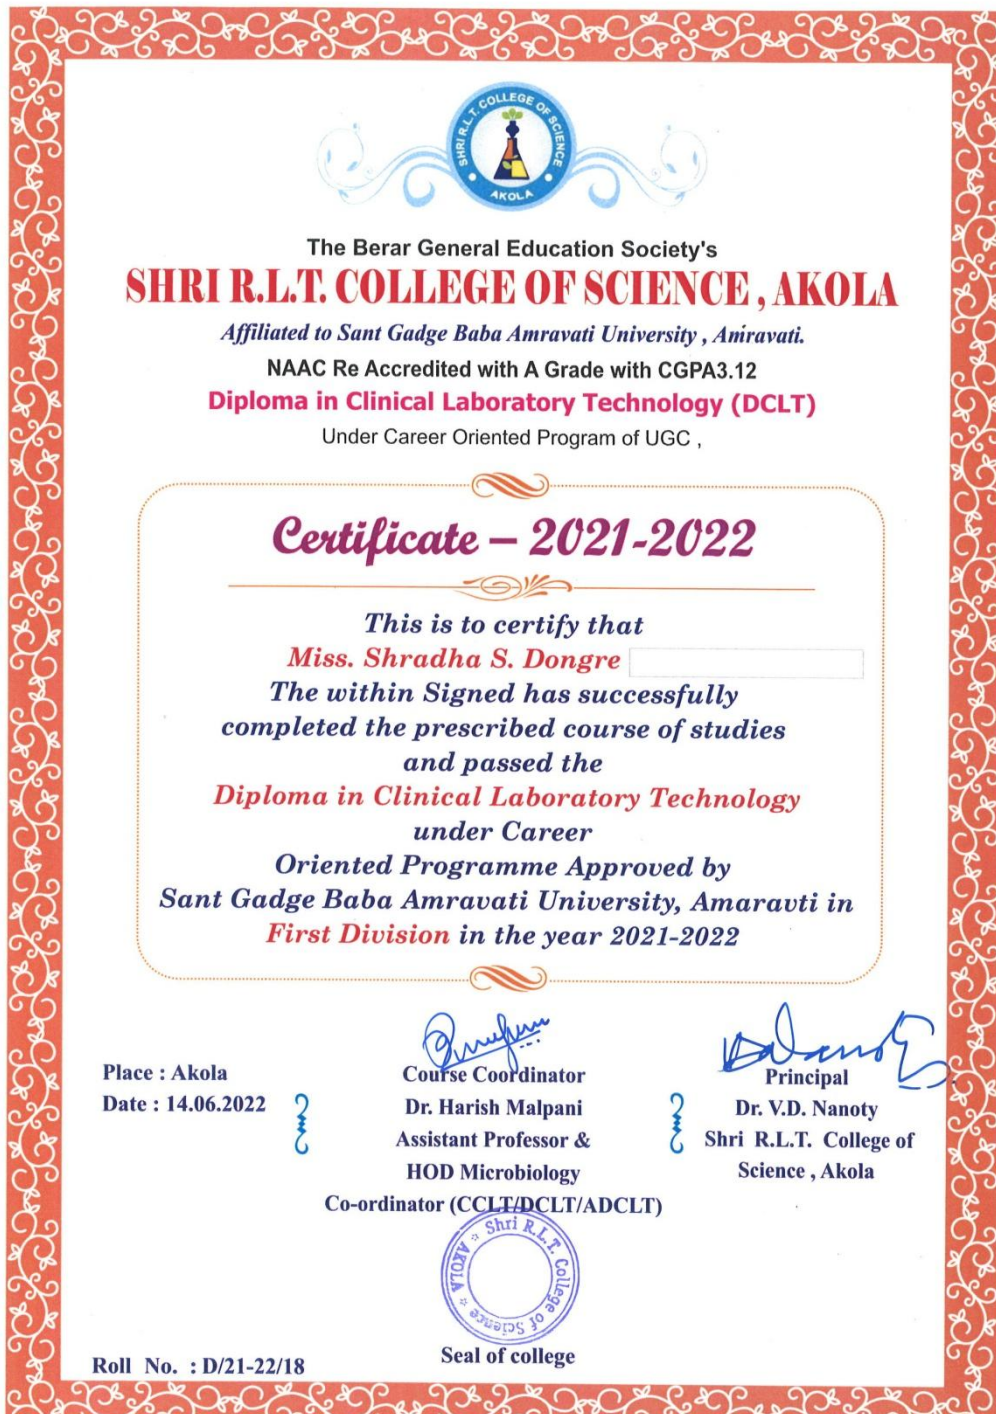 SHRI R.L.T. COLLEGE OF SCIENCE
AKOLA
The Berar General Education Society's
SHRI R.L.T. COLLEGE OF SCIENCE , AKOLA
Affiliated to Sant Gadge Baba Amravati University , Amravati.
NAAC Re Accredited with A Grade with CGPA3.12
Diploma in Clinical Laboratory Technology (DCLT)
Under Career Oriented Program of UGC ,
Certificate – 2021-2022
This is to certify that
Miss. Shradha S. Dongre
The within Signed has successfully
completed the prescribed course of studies
and passed the
Diploma in Clinical Laboratory Technology
under Career
Oriented Programme Approved by
Sant Gadge Baba Amravati University, Amaravti in
First Division in the year 2021-2022
Place : Akola
Date : 14.06.2022
Course Coordinator
Dr. Harish Malpani
Assistant Professor &
HOD Microbiology
Co-ordinator (CCLT/DCLT/ADCLT)
Principal
Dr. V.D. Nanoty
Shri R.L.T. College of
Science , Akola
Shri R.L.T. College of Science
AKOLA
Seal of college
Roll No. : D/21-22/18